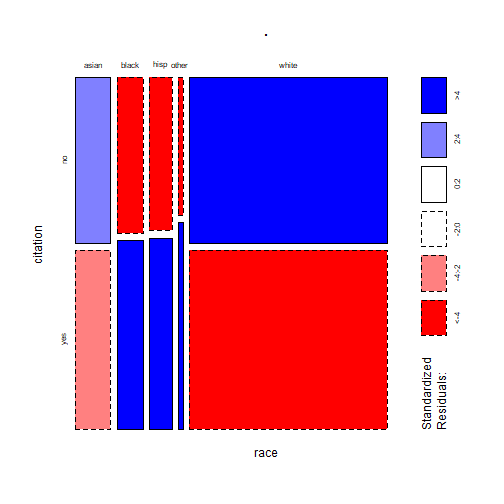 .
asian black hisp other white
no
yes
citation
race
>4
2:4
0:2
-2:0
-4:-2
<-4
Standardized
Residuals: